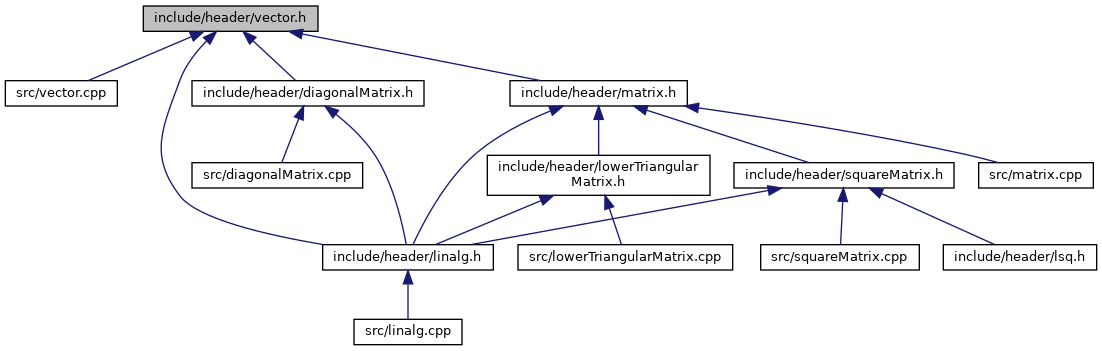 include/header/vector.h
src/vector.cpp
include/header/diagonalMatrix.h
include/header/matrix.h
src/diagonalMatrix.cpp
include/header/lowerTriangular
Matrix.h
include/header/squareMatrix.h
src/matrix.cpp
include/header/linalg.h
src/lowerTriangularMatrix.cpp
src/squareMatrix.cpp
include/header/lsq.h
src/linalg.cpp